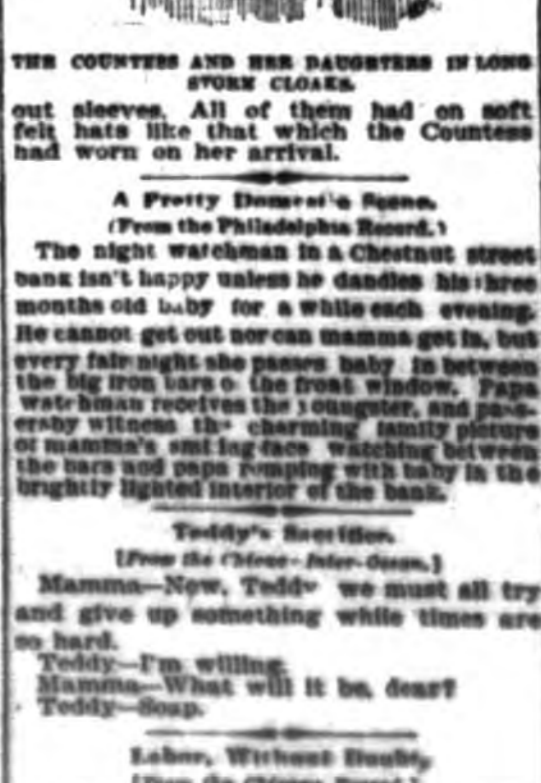 THE COUNTESS AND HER DAUGHTERS IN LONG
STORM CLOAKS.
out sleeves. All of them had on soft
felt hats like that which the Countess
had worn on her arrival.
A Pretty Domestic Scene.
(From the Philadelphia Record.)
The night watchman in a Chestnut street
bank isn't happy unless he dandles his three
months old baby for a while each evening.
He cannot get out nor can mamma get in, but
every fair night she passes baby in between
the big iron bars o the front window. Papa
watchman receives the youngster, and pass-
ersby witness the charming family picture
of mamma's smiling face watching between
the bars and papa romping with baby in the
brightly lighted interior of the bank.
Teddy's Sacrifice.
[From the Chicago Inter-Ocean.]
Mamma—Now, Teddy we must all try
and give up something while times are
so hard.
Teddy—I'm willing.
Mamma—What will it be, dear?
Teddy—Soap.
Labor, Without Doubt.
[From the Chicago